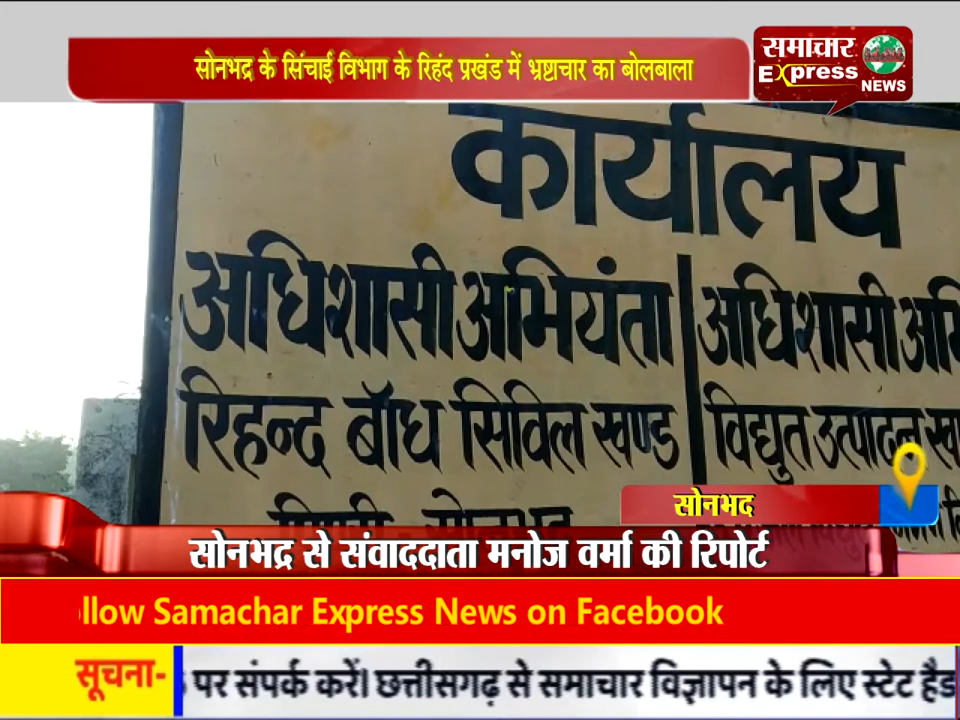 सोनभद्र के सिंचाई विभाग के रिहंद प्रखंड में भ्रष्टाचार का बोलबाला
समाचार
Express
NEWS
कार्यालय
अधिशासी अभियंता
अधिशासी
रिहन्द बॉध सिविल खण्ड
विद्युत उत्पादन
सोनभद
सोनभद्र से संवाददाता मनोज वर्मा की रिपोर्ट
llow Samachar Express News on Facebook
सूचना-
पर संपर्क करें। छत्तीसगढ़ से समाचार विज्ञापन के लिए स्टेट हैड